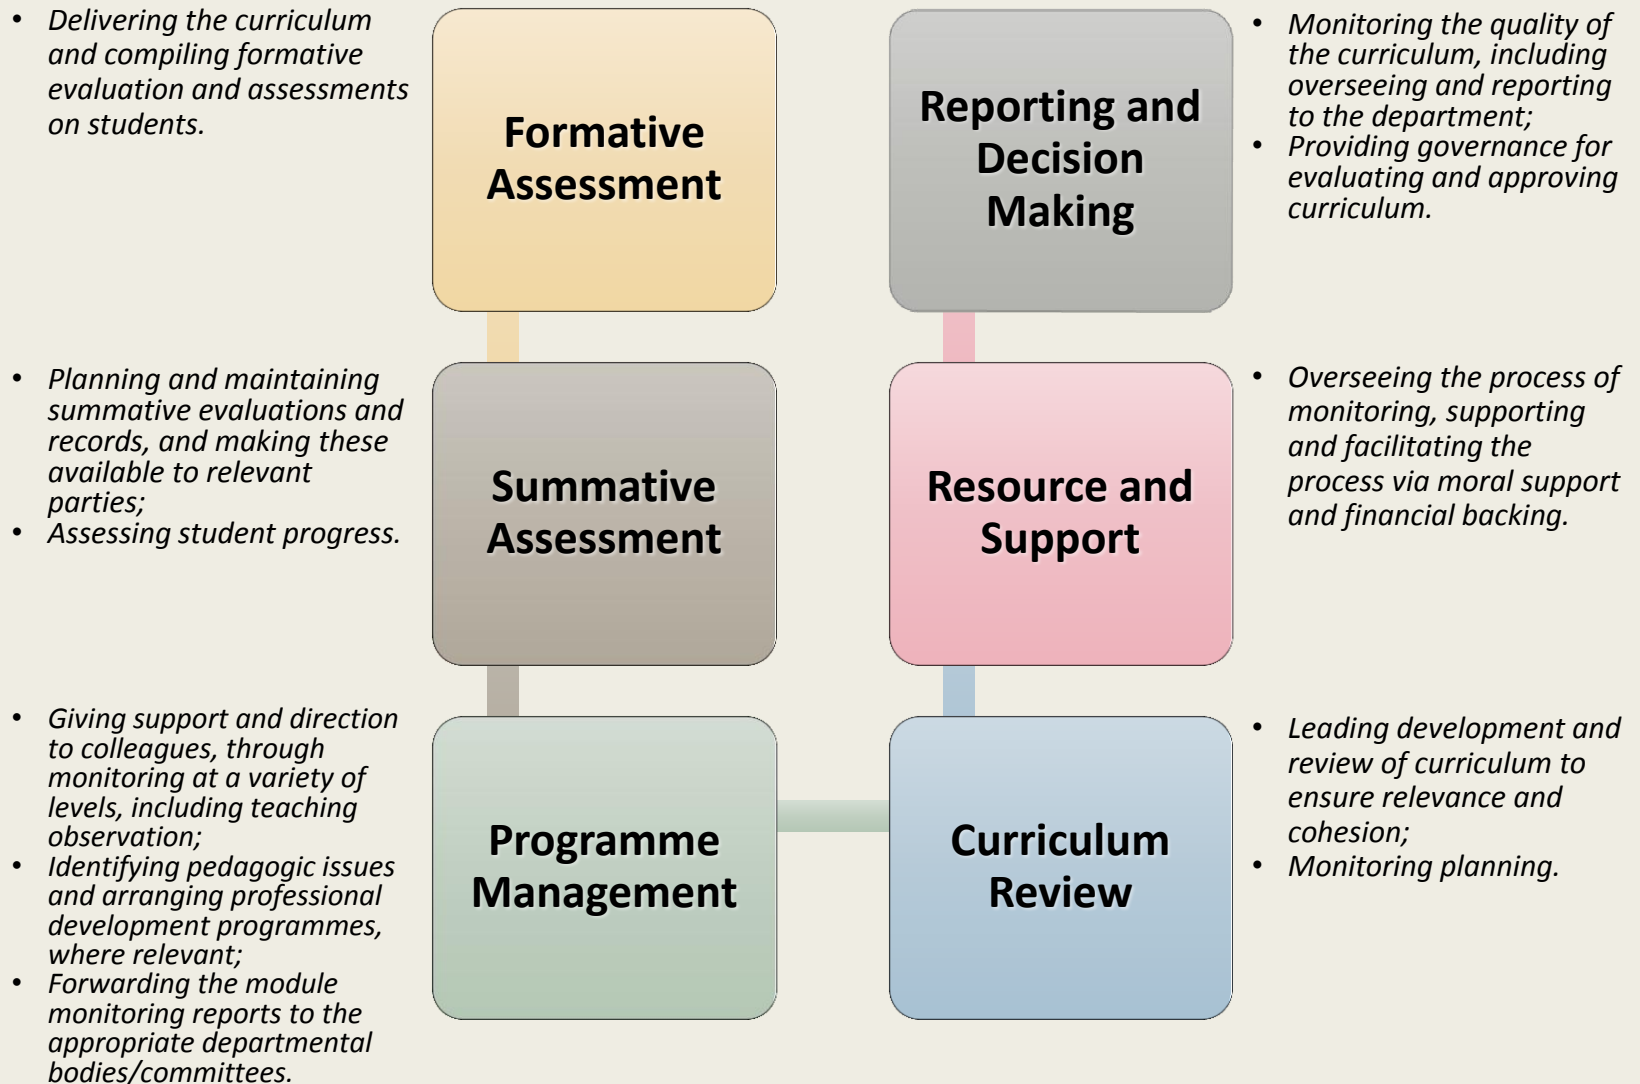 • Delivering the curriculum
and compiling formative
evaluation and assessments
on students.
Formative
Assessment
• Planning and maintaining
summative evaluations and
records, and making these
available to relevant
parties;
• Assessing student progress.
Summative
Assessment
• Giving support and direction
to colleagues, through
monitoring at a variety of
levels, including teaching
observation;
• Identifying pedagogic issues
and arranging professional
development programmes,
where relevant;
• Forwarding the module
monitoring reports to the
appropriate departmental
bodies/committees.
Programme
Management
Curriculum
Review
• Leading development and
review of curriculum to
ensure relevance and
cohesion;
• Monitoring planning.
Resource and
Support
• Overseeing the process of
monitoring, supporting
and facilitating the
process via moral support
and financial backing.
Reporting and
Decision
Making
• Monitoring the quality of
the curriculum, including
overseeing and reporting
to the department;
• Providing governance for
evaluating and approving
curriculum.